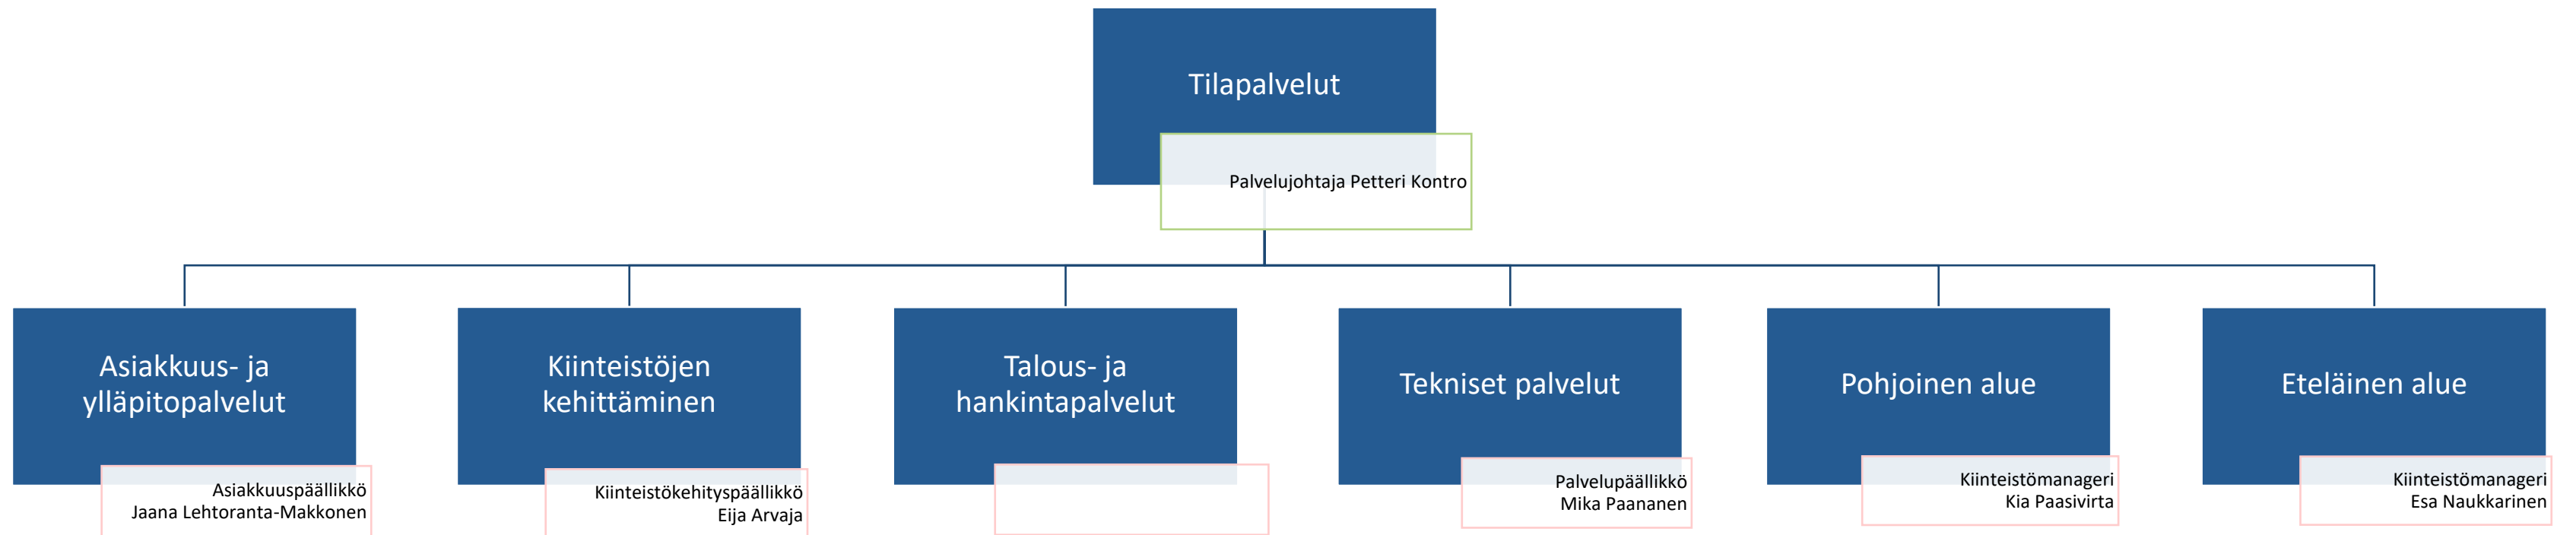 Tilapalvelut
Palvelujohtaja Petteri Kontro
Asiakkuus- ja
ylläpitopalvelut
Asiakkuuspäällikkö
Jaana Lehtoranta-Makkonen
Kiinteistöjen
kehittäminen
Kiinteistökehityspäällikkö
Eija Arvaja
Talous- ja
hankintapalvelut
Tekniset palvelut
Palvelupäällikkö
Mika Paananen
Pohjoinen alue
Kiinteistömanageri
Kia Paasivirta
Eteläinen alue
Kiinteistömanageri
Esa Naukkarinen